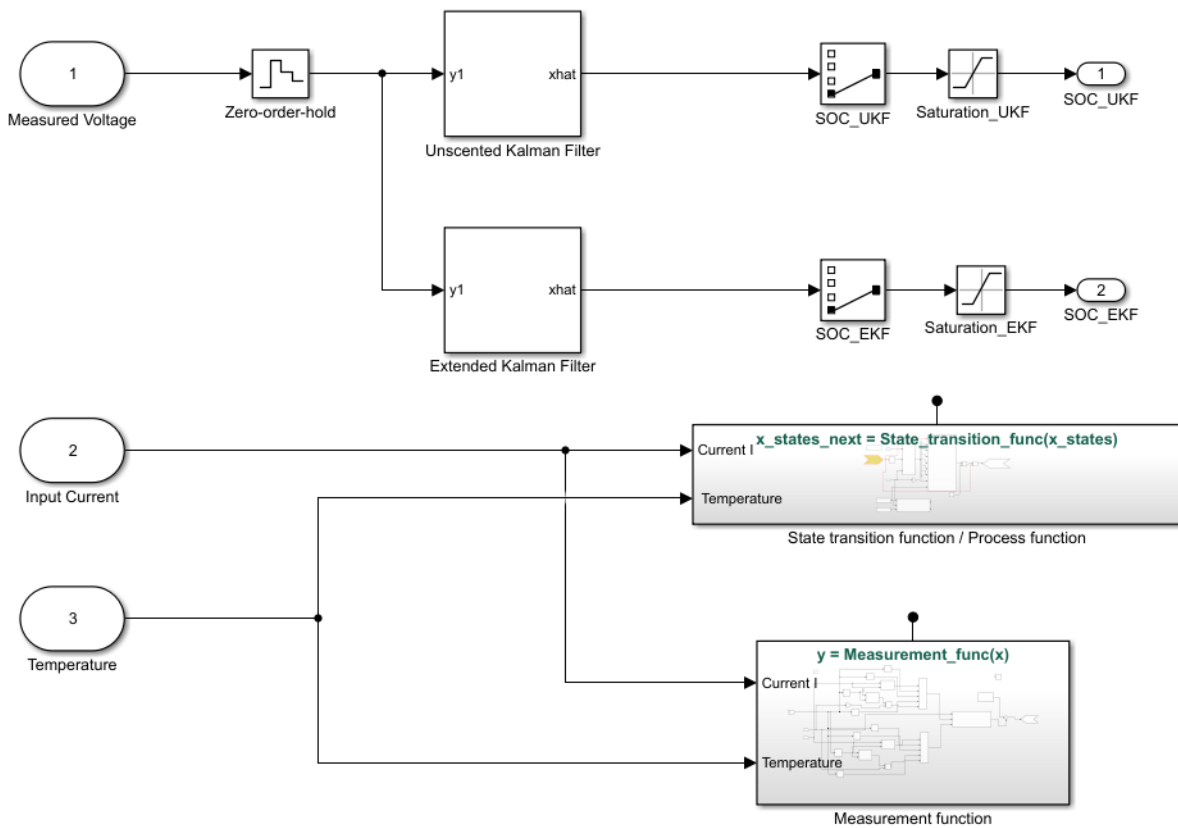 1
Measured Voltage
Zero-order-hold
y1
xhat
Unscented Kalman Filter
SOC_UKF
Saturation_UKF
1
SOC_UKF
y1
xhat
Extended Kalman Filter
SOC_EKF
Saturation_EKF
2
SOC_EKF
2
Input Current
x_states_next = State_transition_func(x_states)
Current I
Temperature
State transition function / Process function
3
Temperature
y = Measurement_func(x)
Current I
Temperature
Measurement function